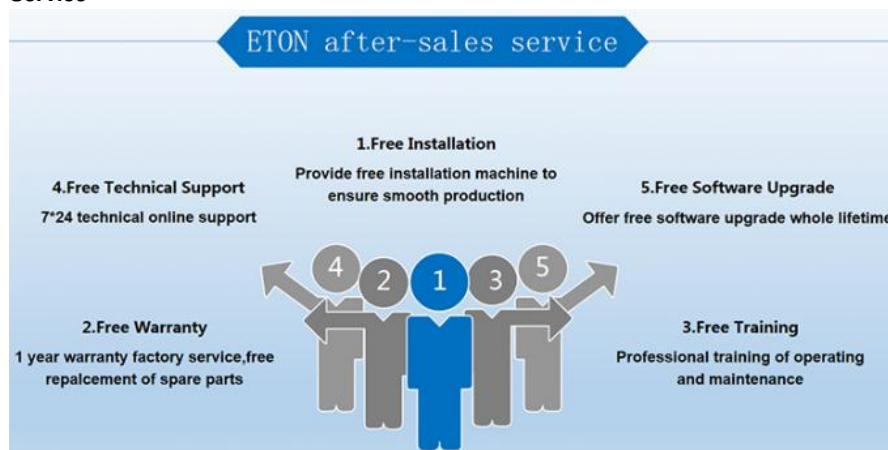 ETON after-sales service
1.Free Installation
Provide free installation machine to
ensure smooth production
4.Free Technical Support
7*24 technical online support
5.Free Software Upgrade
Offer free software upgrade whole lifetime
4
2
1
3
5
2.Free Warranty
1 year warranty factory service,free
repalcement of spare parts
3.Free Training
Professional training of operating
and maintenance